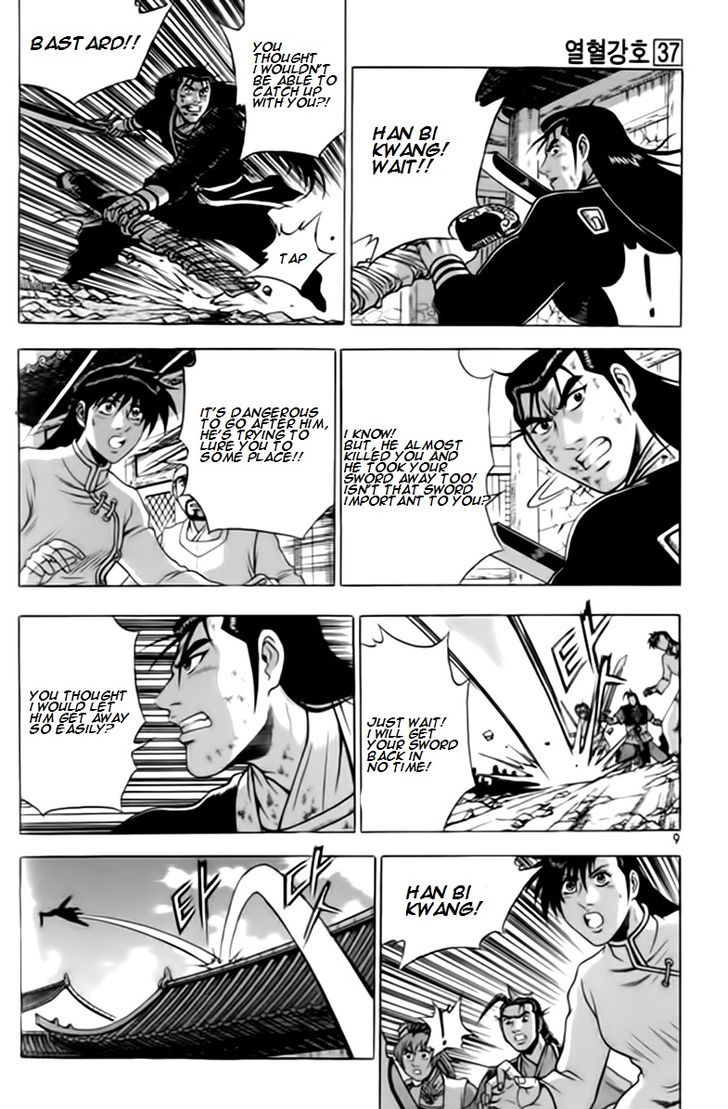 열혈강호 37
BASTARD!!
YOU
THOUGHT
I WOULDN'T
BE ABLE TO
CATCH UP
WITH YOU?!
TAP
HAN BI
KWANG!
WAIT!!
!
IT'S DANGEROUS
TO GO AFTER HIM,
HE'S TRYING TO
LURE YOU TO
SOME PLACE!!
I KNOW!
BUT, HE ALMOST
KILLED YOU AND
HE TOOK YOUR
SWORD AWAY TOO!
ISN'T THAT SWORD
IMPORTANT TO YOU?
YOU THOUGHT
I WOULD LET
HIM GET AWAY
SO EASILY?
JUST WAIT!
I WILL GET
YOUR SWORD
BACK IN
NO TIME!
타
타
9
타
타
HAN BI
KWANG!
!